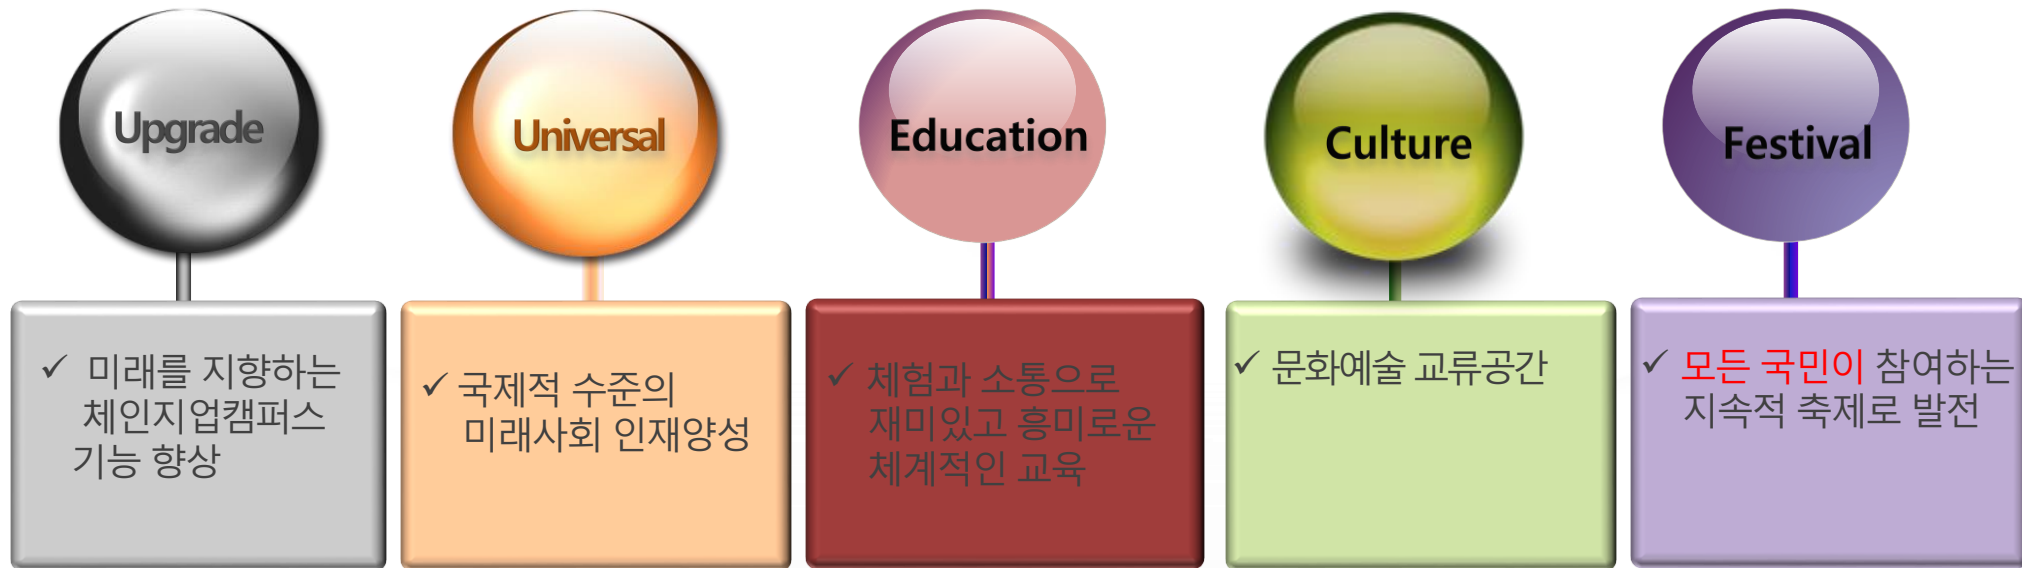 Upgrade
✓ 미래를 지향하는
체인지업캠퍼스
기능 향상
Universal
✓ 국제적 수준의
미래사회 인재양성
Education
✓ 체험과 소통으로
재미있고 흥미로운
체계적인 교육
Culture
✓ 문화예술 교류공간
Festival
✓ 모든 국민이 참여하는
지속적 축제로 발전